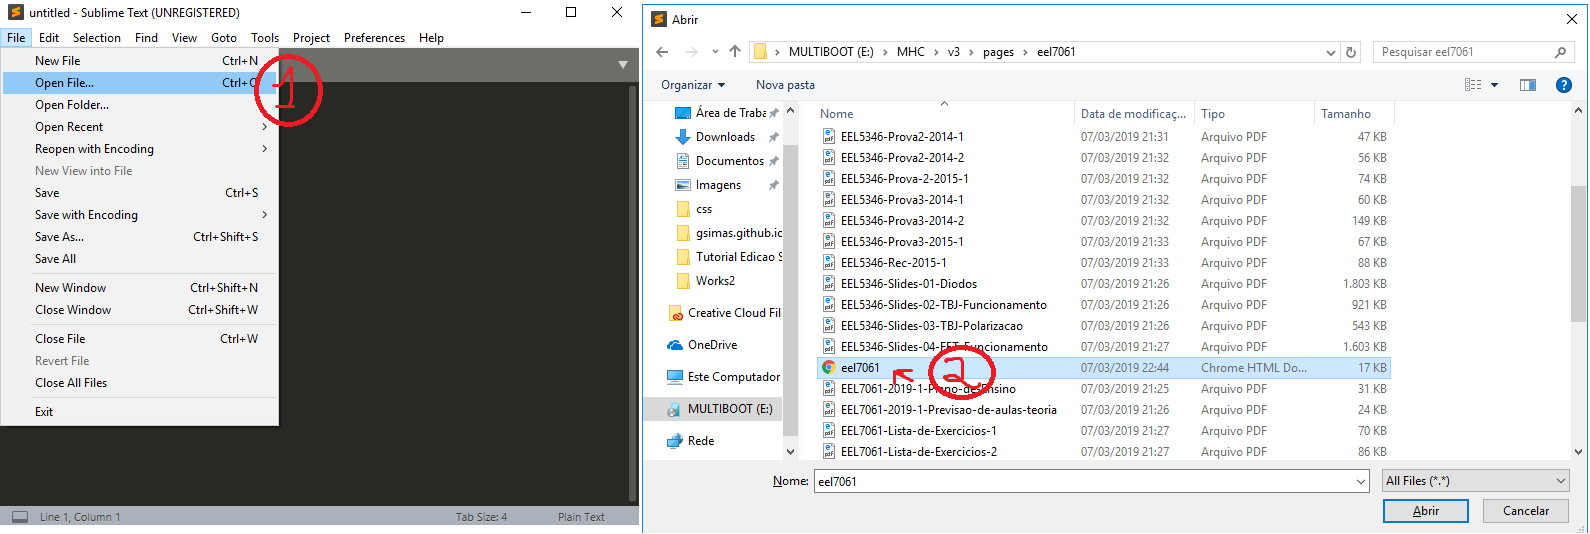 untitled - Sublime Text (UNREGISTERED)
File Edit Selection Find View Goto Tools Project Preferences Help
New File Ctrl+N
Open File... Ctrl+O
1
Open Folder...
Open Recent
Reopen with Encoding
New View into File
Save Ctrl+S
Save with Encoding
Save As... Ctrl+Shift+S
Save All
New Window Ctrl+Shift+N
Close Window Ctrl+Shift+W
Close File Ctrl+W
Revert File
Close All Files
Exit
Line 1, Column 1 Tab Size: 4 Plain Text
Abrir
MULTIBOOT (E:) MHC v3 pages eel7061
Pesquisar eel7061
Organizar Nova pasta
Área de Traba
Downloads
Documentos
Imagens
css
gsimas.github.ic
Tutorial Edicao S
Works2
Creative Cloud Fil
OneDrive
Este Computador
MULTIBOOT (E:)
Rede
Nome Data de modificaç... Tipo Tamanho
EEL5346-Prova2-2014-1 07/03/2019 21:31 Arquivo PDF 47 KB
EEL5346-Prova2-2014-2 07/03/2019 21:32 Arquivo PDF 56 KB
EEL5346-Prova-2-2015-1 07/03/2019 21:32 Arquivo PDF 74 KB
EEL5346-Prova3-2014-1 07/03/2019 21:32 Arquivo PDF 60 KB
EEL5346-Prova3-2014-2 07/03/2019 21:32 Arquivo PDF 149 KB
EEL5346-Prova3-2015-1 07/03/2019 21:33 Arquivo PDF 67 KB
EEL5346-Rec-2015-1 07/03/2019 21:33 Arquivo PDF 88 KB
EEL5346-Slides-01-Diodos 07/03/2019 21:26 Arquivo PDF 1.803 KB
EEL5346-Slides-02-TBJ-Funcionamento 07/03/2019 21:26 Arquivo PDF 921 KB
EEL5346-Slides-03-TBJ-Polarizacao 07/03/2019 21:26 Arquivo PDF 543 KB
EEL5346-Slides-04-FET-Funcionamento 07/03/2019 21:27 Arquivo PDF 1.603 KB
eel7061 2 07/03/2019 22:44 Chrome HTML Do... 17 KB
EEL7061-2019-1-Plano-de-Ensino 07/03/2019 21:25 Arquivo PDF 31 KB
EEL7061-2019-1-Previsao-de-aulas-teoria 07/03/2019 21:26 Arquivo PDF 24 KB
EEL7061-Lista-de-Exercicios-1 07/03/2019 21:27 Arquivo PDF 70 KB
EEL7061-Lista-de-Exercicios-2 07/03/2019 21:27 Arquivo PDF 86 KB
Nome: eel7061 All Files (*.*)
Abrir Cancelar